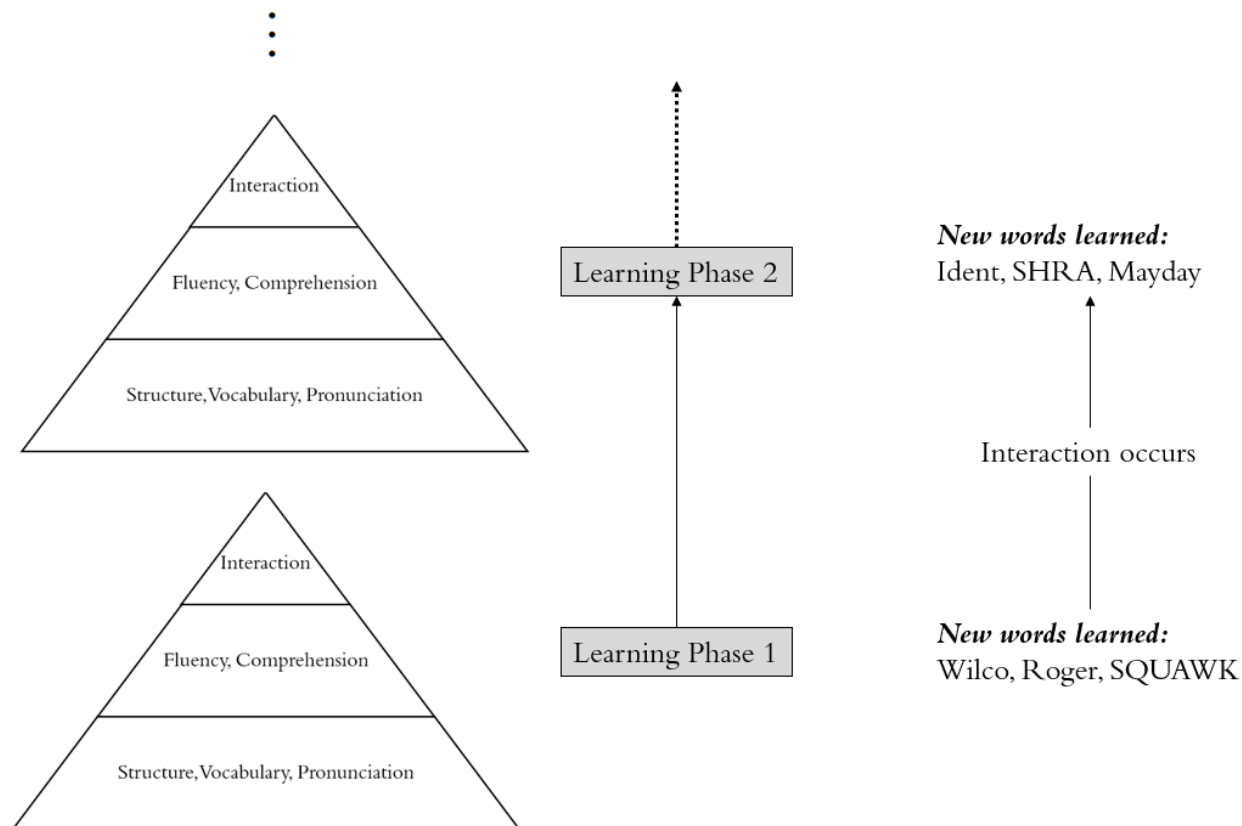 Interaction
Fluency, Comprehension
Structure, Vocabulary, Pronunciation
Learning Phase 2
New words learned:
Ident, SHRA, Mayday
Interaction occurs
Interaction
Fluency, Comprehension
Structure, Vocabulary, Pronunciation
Learning Phase 1
New words learned:
Wilco, Roger, SQUAWK